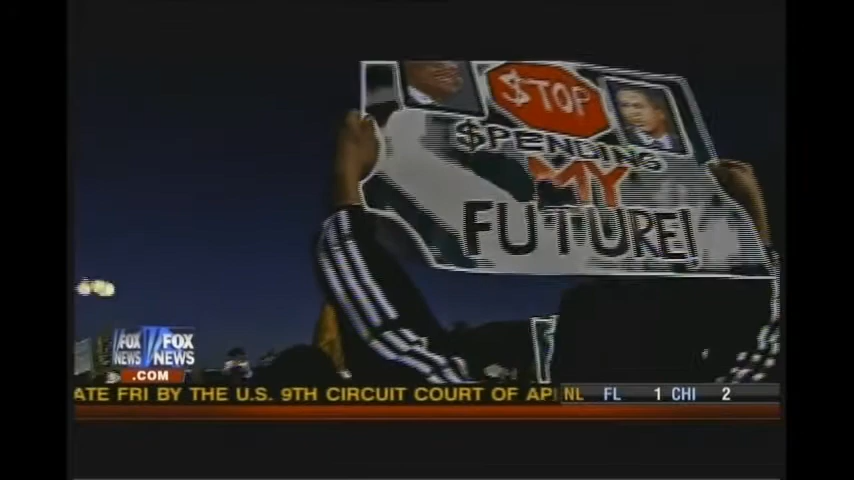 $TOP
$PENDING
MY
FUTURE!
FOX
NEWS
FOX
NEWS
.COM
ATE FRI BY THE U.S. 9TH CIRCUIT COURT OF AP
NL FL 1 CHI 2